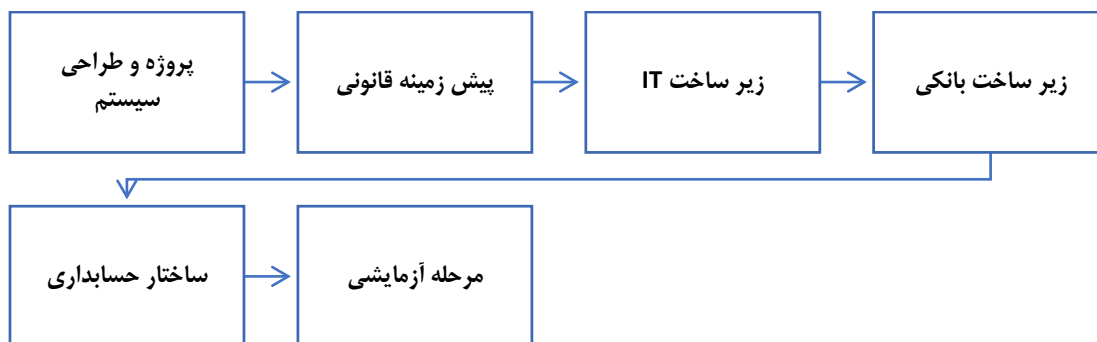 پروژه و طراحی
سیستم
پیش زمینه قانونی
زیر ساخت IT
زیر ساخت بانکی
ساختار حسابداری
مرحله آزمایشی